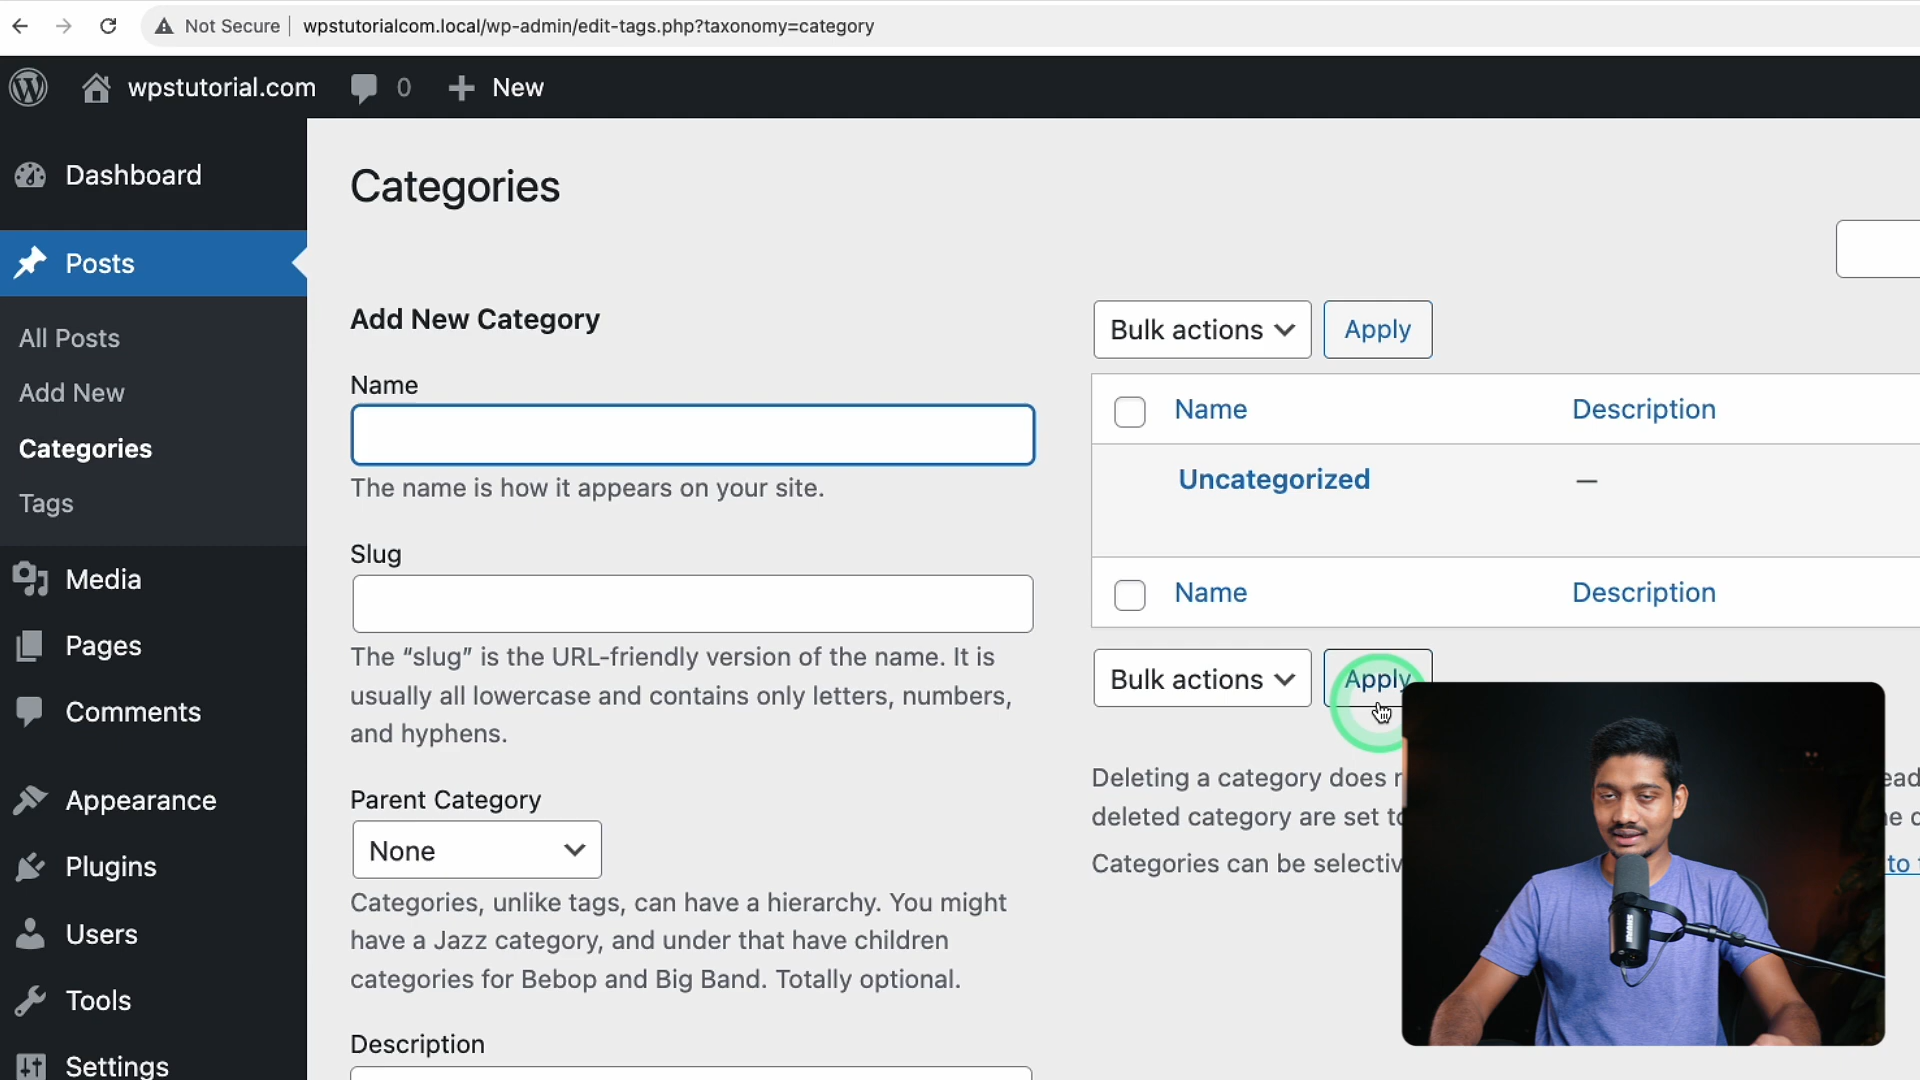 Not Secure
wpstutorialcom.local/wp-admin/edit-tags.php?taxonomy=category
wpstutorial.com
0
New
Dashboard
Posts
All Posts
Add New
Categories
Tags
Media
Pages
Comments
Appearance
Plugins
Users
Tools
Settings
Categories
Add New Category
Name
The name is how it appears on your site.
Slug
The “slug” is the URL-friendly version of the name. It is
usually all lowercase and contains only letters, numbers,
and hyphens.
Parent Category
None
Categories, unlike tags, can have a hierarchy. You might
have a Jazz category, and under that have children
categories for Bebop and Big Band. Totally optional.
Description
Bulk actions
Apply
Name Description
Uncategorized —
Name Description
Bulk actions
Apply
Deleting a category does
deleted category are set
Categories can be
to
SHURE